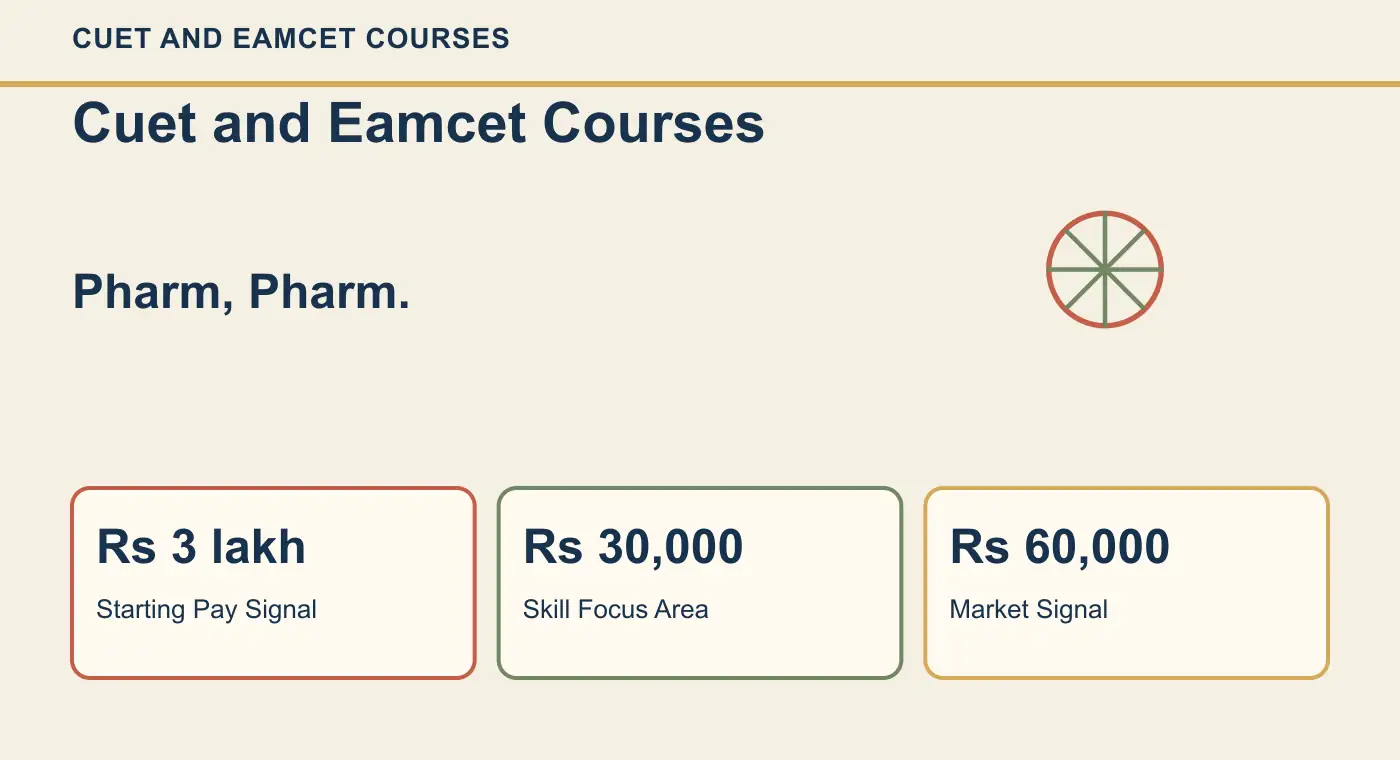 CUET AND EAMCET COURSES
Cuet and Eamcet Courses
Pharm, Pharm.
Rs 3 lakh
Starting Pay Signal
Rs 30,000
Skill Focus Area
Rs 60,000
Market Signal